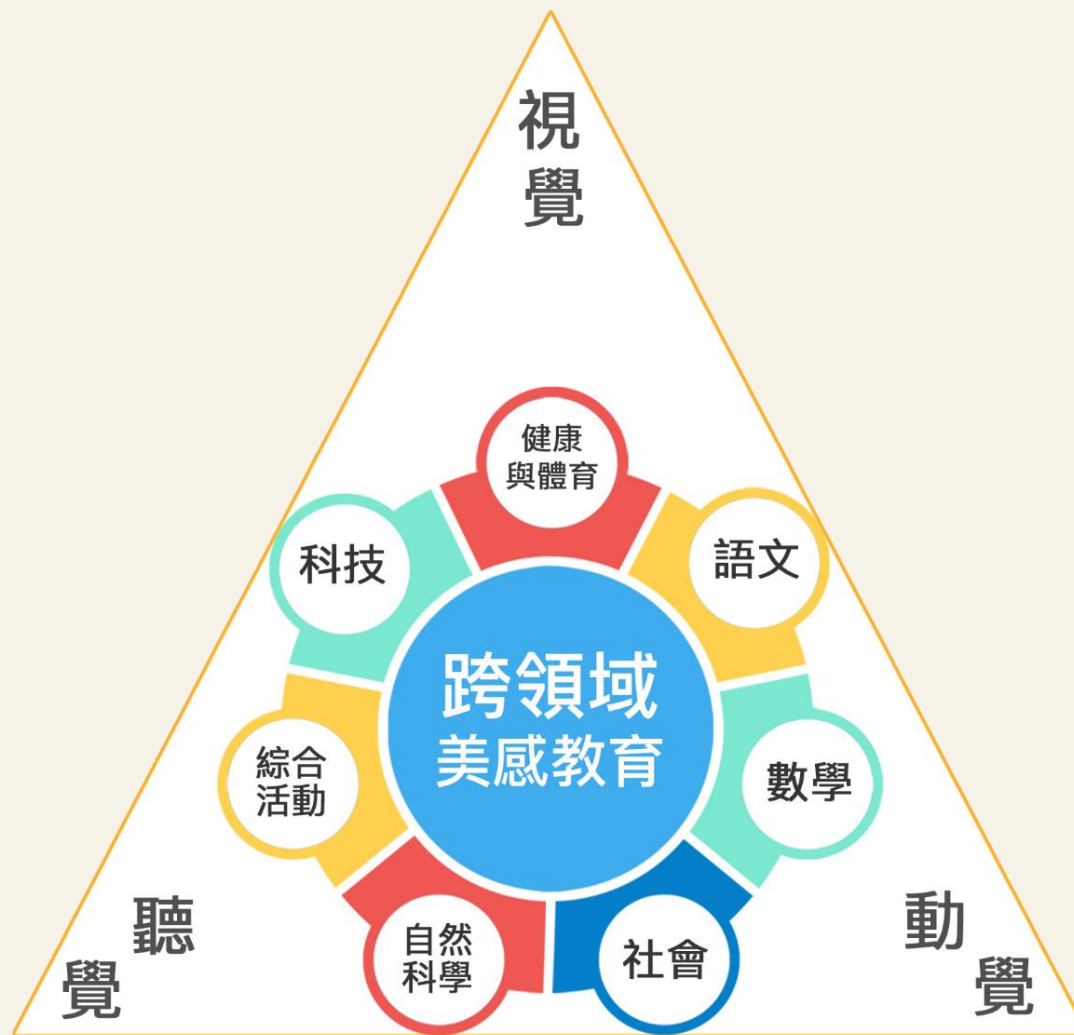 視
覺
健康
與體育
科技
語文
跨領域
美感教育
綜合
活動
數學
自然
科學
社會
聽
覺
動
覺